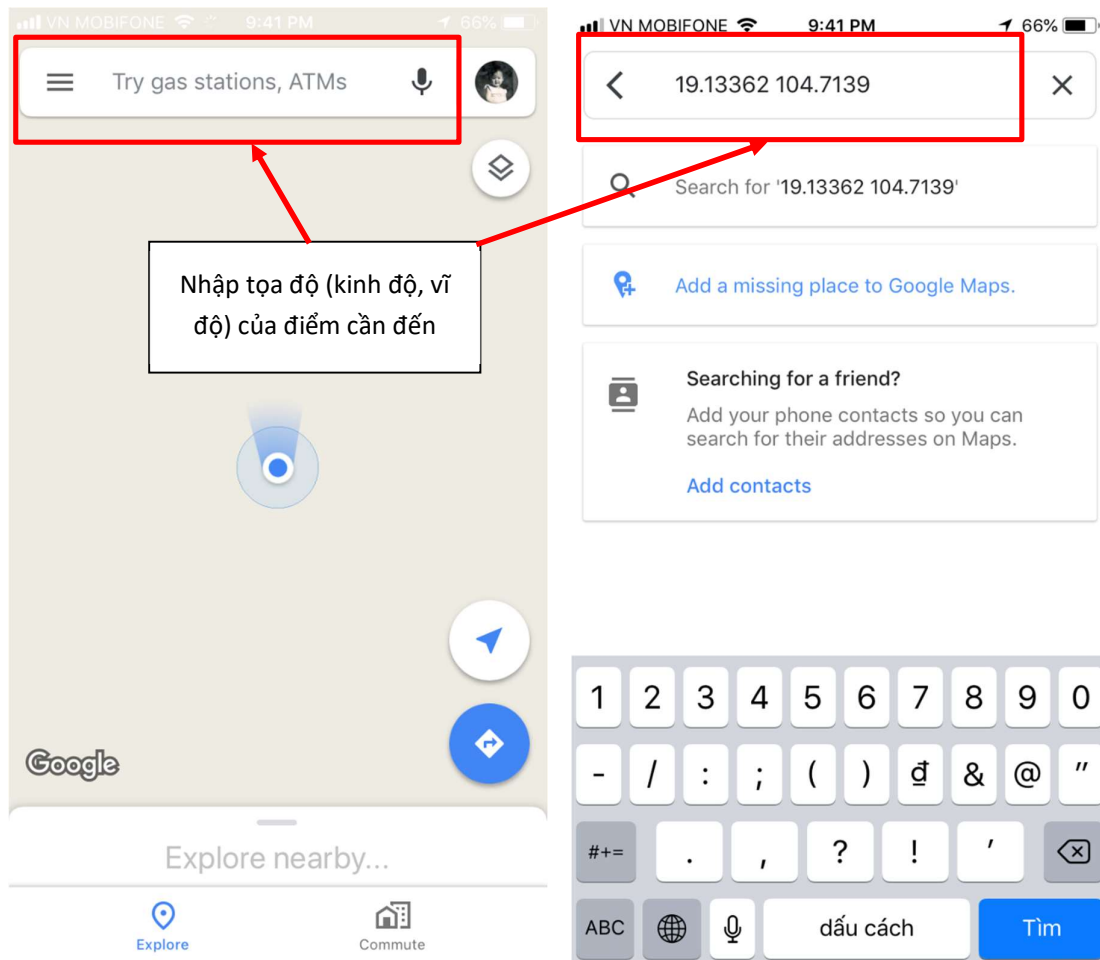 VN MOBIFONE 9:41 PM 66%
Try gas stations, ATMs
Nhập tọa độ (kinh độ, vĩ
độ) của điểm cần đến
Google
Explore nearby...
Explore Commute
VN MOBIFONE 9:41 PM 66%
19.13362 104.7139
Search for '19.13362 104.7139'
Add a missing place to Google Maps.
Searching for a friend?
Add your phone contacts so you can
search for their addresses on Maps.
Add contacts
1 2 3 4 5 6 7 8 9 0
- / : ; ( ) ₫ & @ "
#+= . , ? ! '
ABC dấu cách Tìm